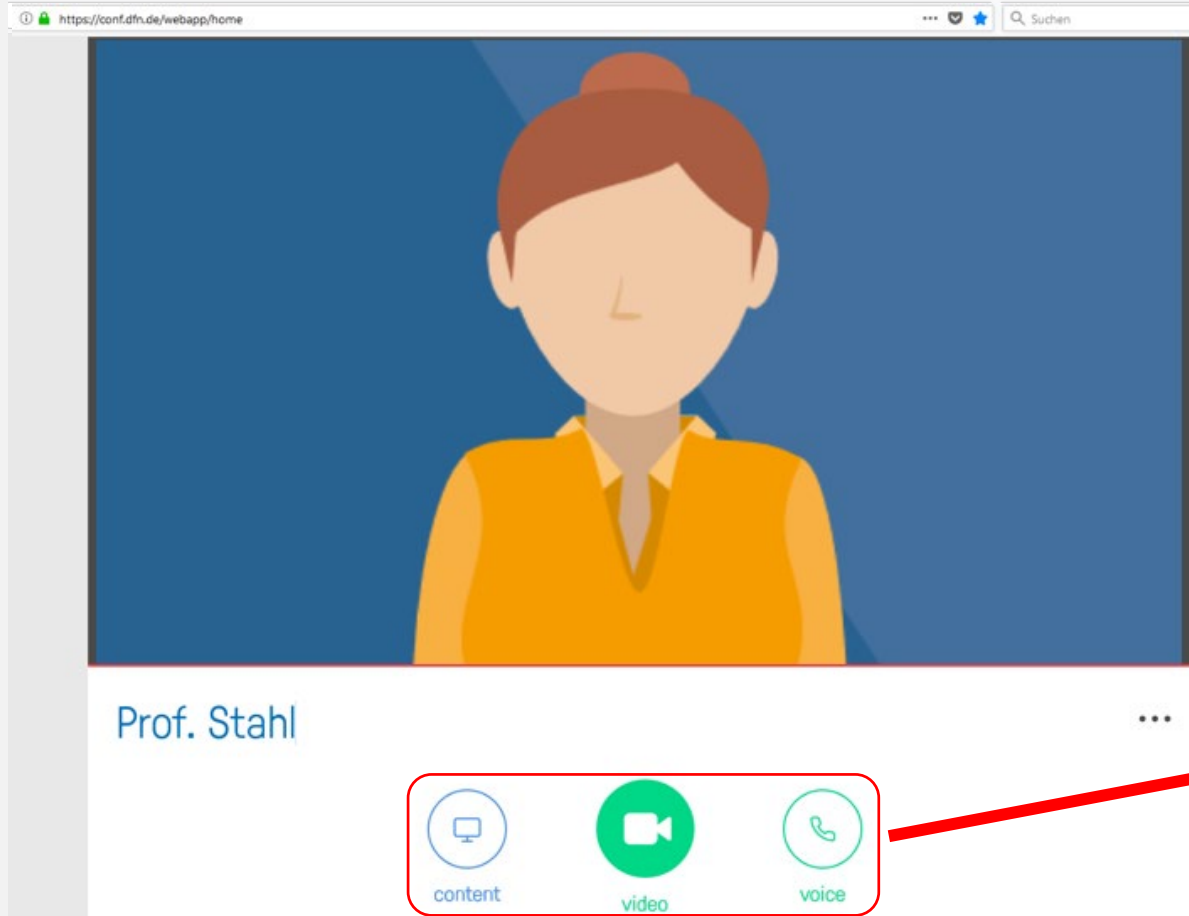 https://conf.dfn.de/webapp/home
Suchen
Prof. Stahl
content
video
voice